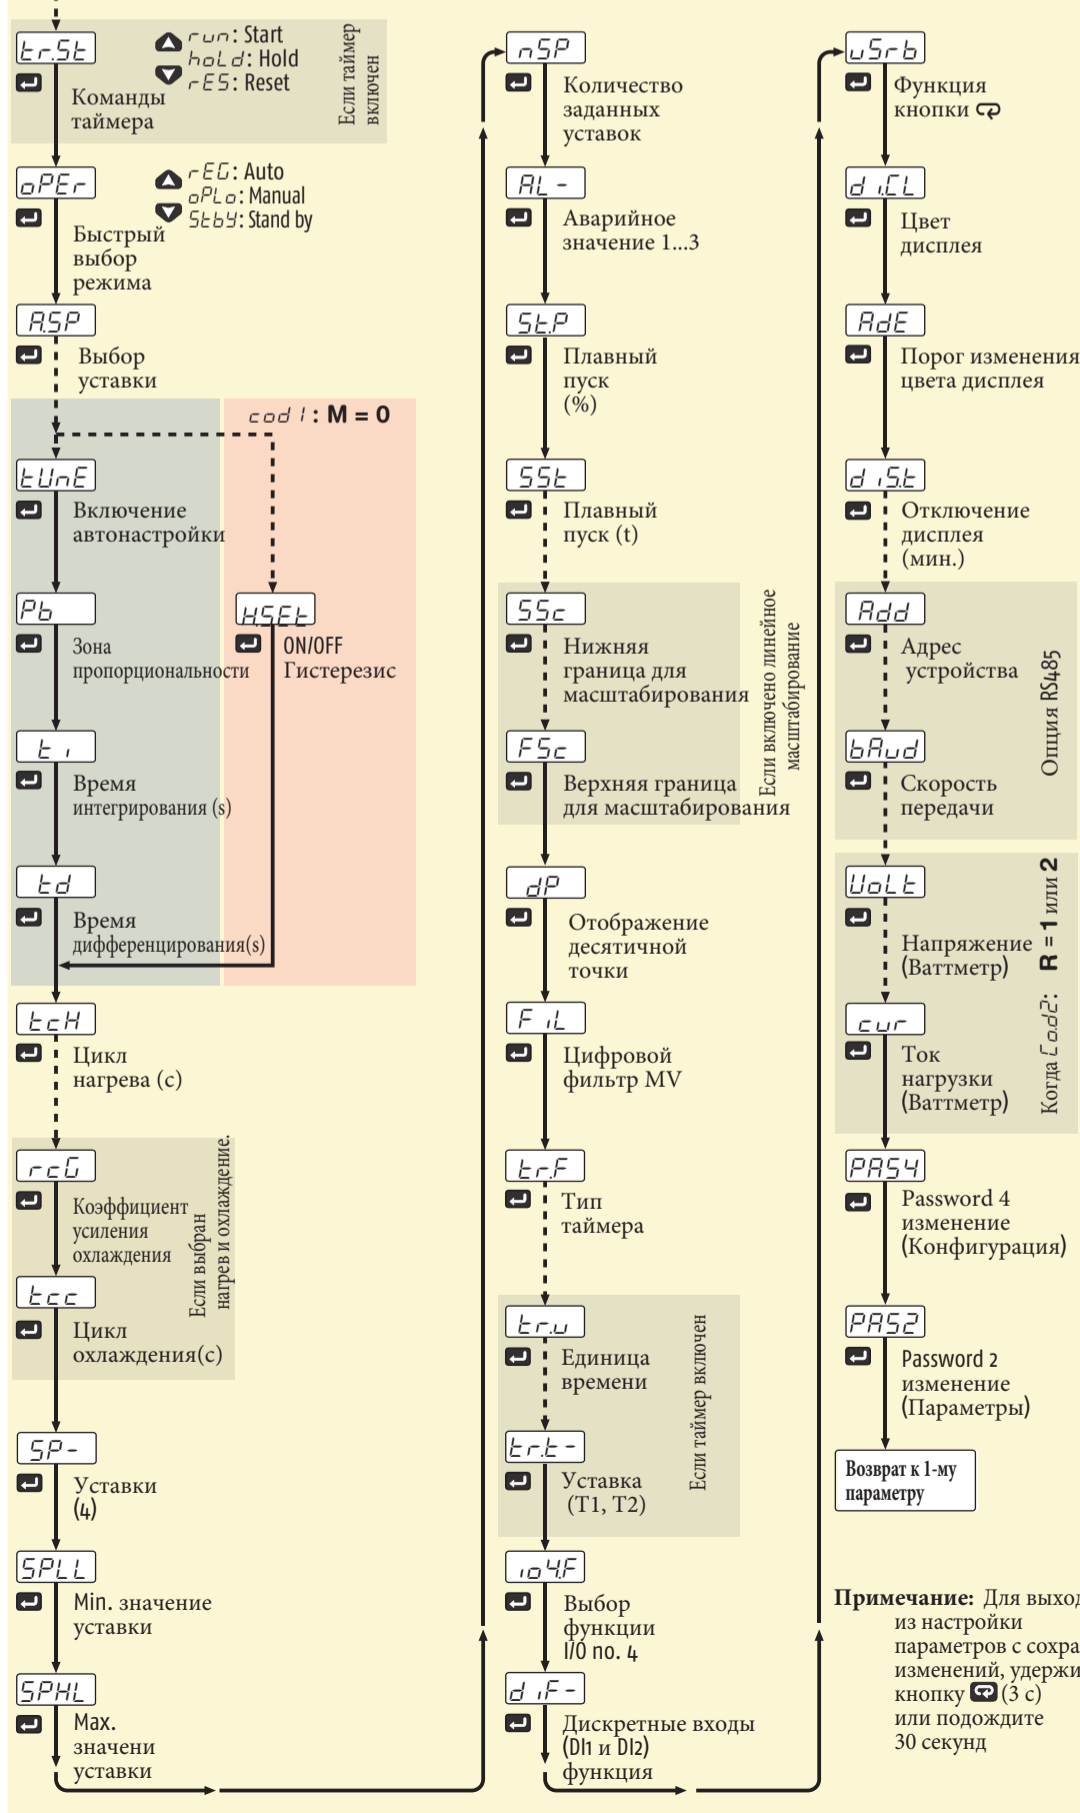 tr.St
run: Start
hoLd: Hold
rES: Reset
Команды
таймера
Если таймер
включен
oPEr
rEG: Auto
oPLo: Manual
StbY: Stand by
Быстрый
выбор
режима
A.SP
Выбор
уставки
cod1: M = 0
tUnE
Включение
автонастройки
Pb
Зона
пропорциональности
H.SEt
ON/OFF
Гистерезис
ti
Время
интегрирования (s)
td
Время
дифференцирования(s)
tcH
Цикл
нагрева (с)
rcG
Коэффициент
усиления
охлаждения
Если выбран
нагрев и охлаждение.
tcc
Цикл
охлаждения(с)
SP-
Уставки
(4)
SPLL
Min. значение
уставки
SPHL
Max.
значени
уставки
nSP
Количество
заданных
уставок
AL-
Аварийное
значение 1...3
St.P
Плавный
пуск
(%)
SSt
Плавный
пуск (t)
SSc
Нижняя
граница для
масштабирования
Если включено линейное
масштабирование
FSc
Верхняя граница
для масштабирования
dP
Отображение
десятичной
точки
FiL
Цифровой
фильтр MV
tr.F
Тип
таймера
tr.u
Единица
времени
Если таймер включен
tr.t-
Уставка
(T1, T2)
io4.F
Выбор
функции
I/O no. 4
diF-
Дискретные входы
(DI1 и DI2)
функция
uSrb
Функция
кнопки
di.CL
Цвет
дисплея
AdE
Порог изменения
цвета дисплея
diS.t
Отключение
дисплея
(мин.)
Add
Адрес
устройства
Опция RS485
bAud
Скорость
передачи
UoLt
Напряжение
(Ваттметр)
Когда Cod2: R = 1 или 2
cur
Ток
нагрузки
(Ваттметр)
PAS4
Password 4
изменение
(Конфигурация)
PAS2
Password 2
изменение
(Параметры)
Возврат к 1-му
параметру
Примечание: Для выход
из настройки
параметров с сохра
изменений, удержи
кнопку (3 с)
или подождите
30 секунд